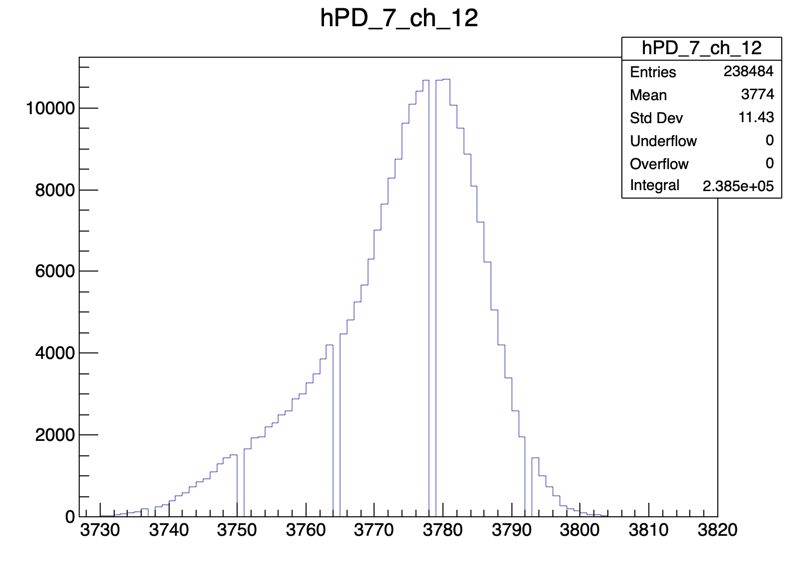 hPD_7_ch_12
hPD_7_ch_12
Entries 238484
Mean 3774
Std Dev 11.43
Underflow 0
Overflow 0
Integral 2.385e+05
10000
8000
6000
4000
2000
0
3730 3740 3750 3760 3770 3780 3790 3800 3810 3820